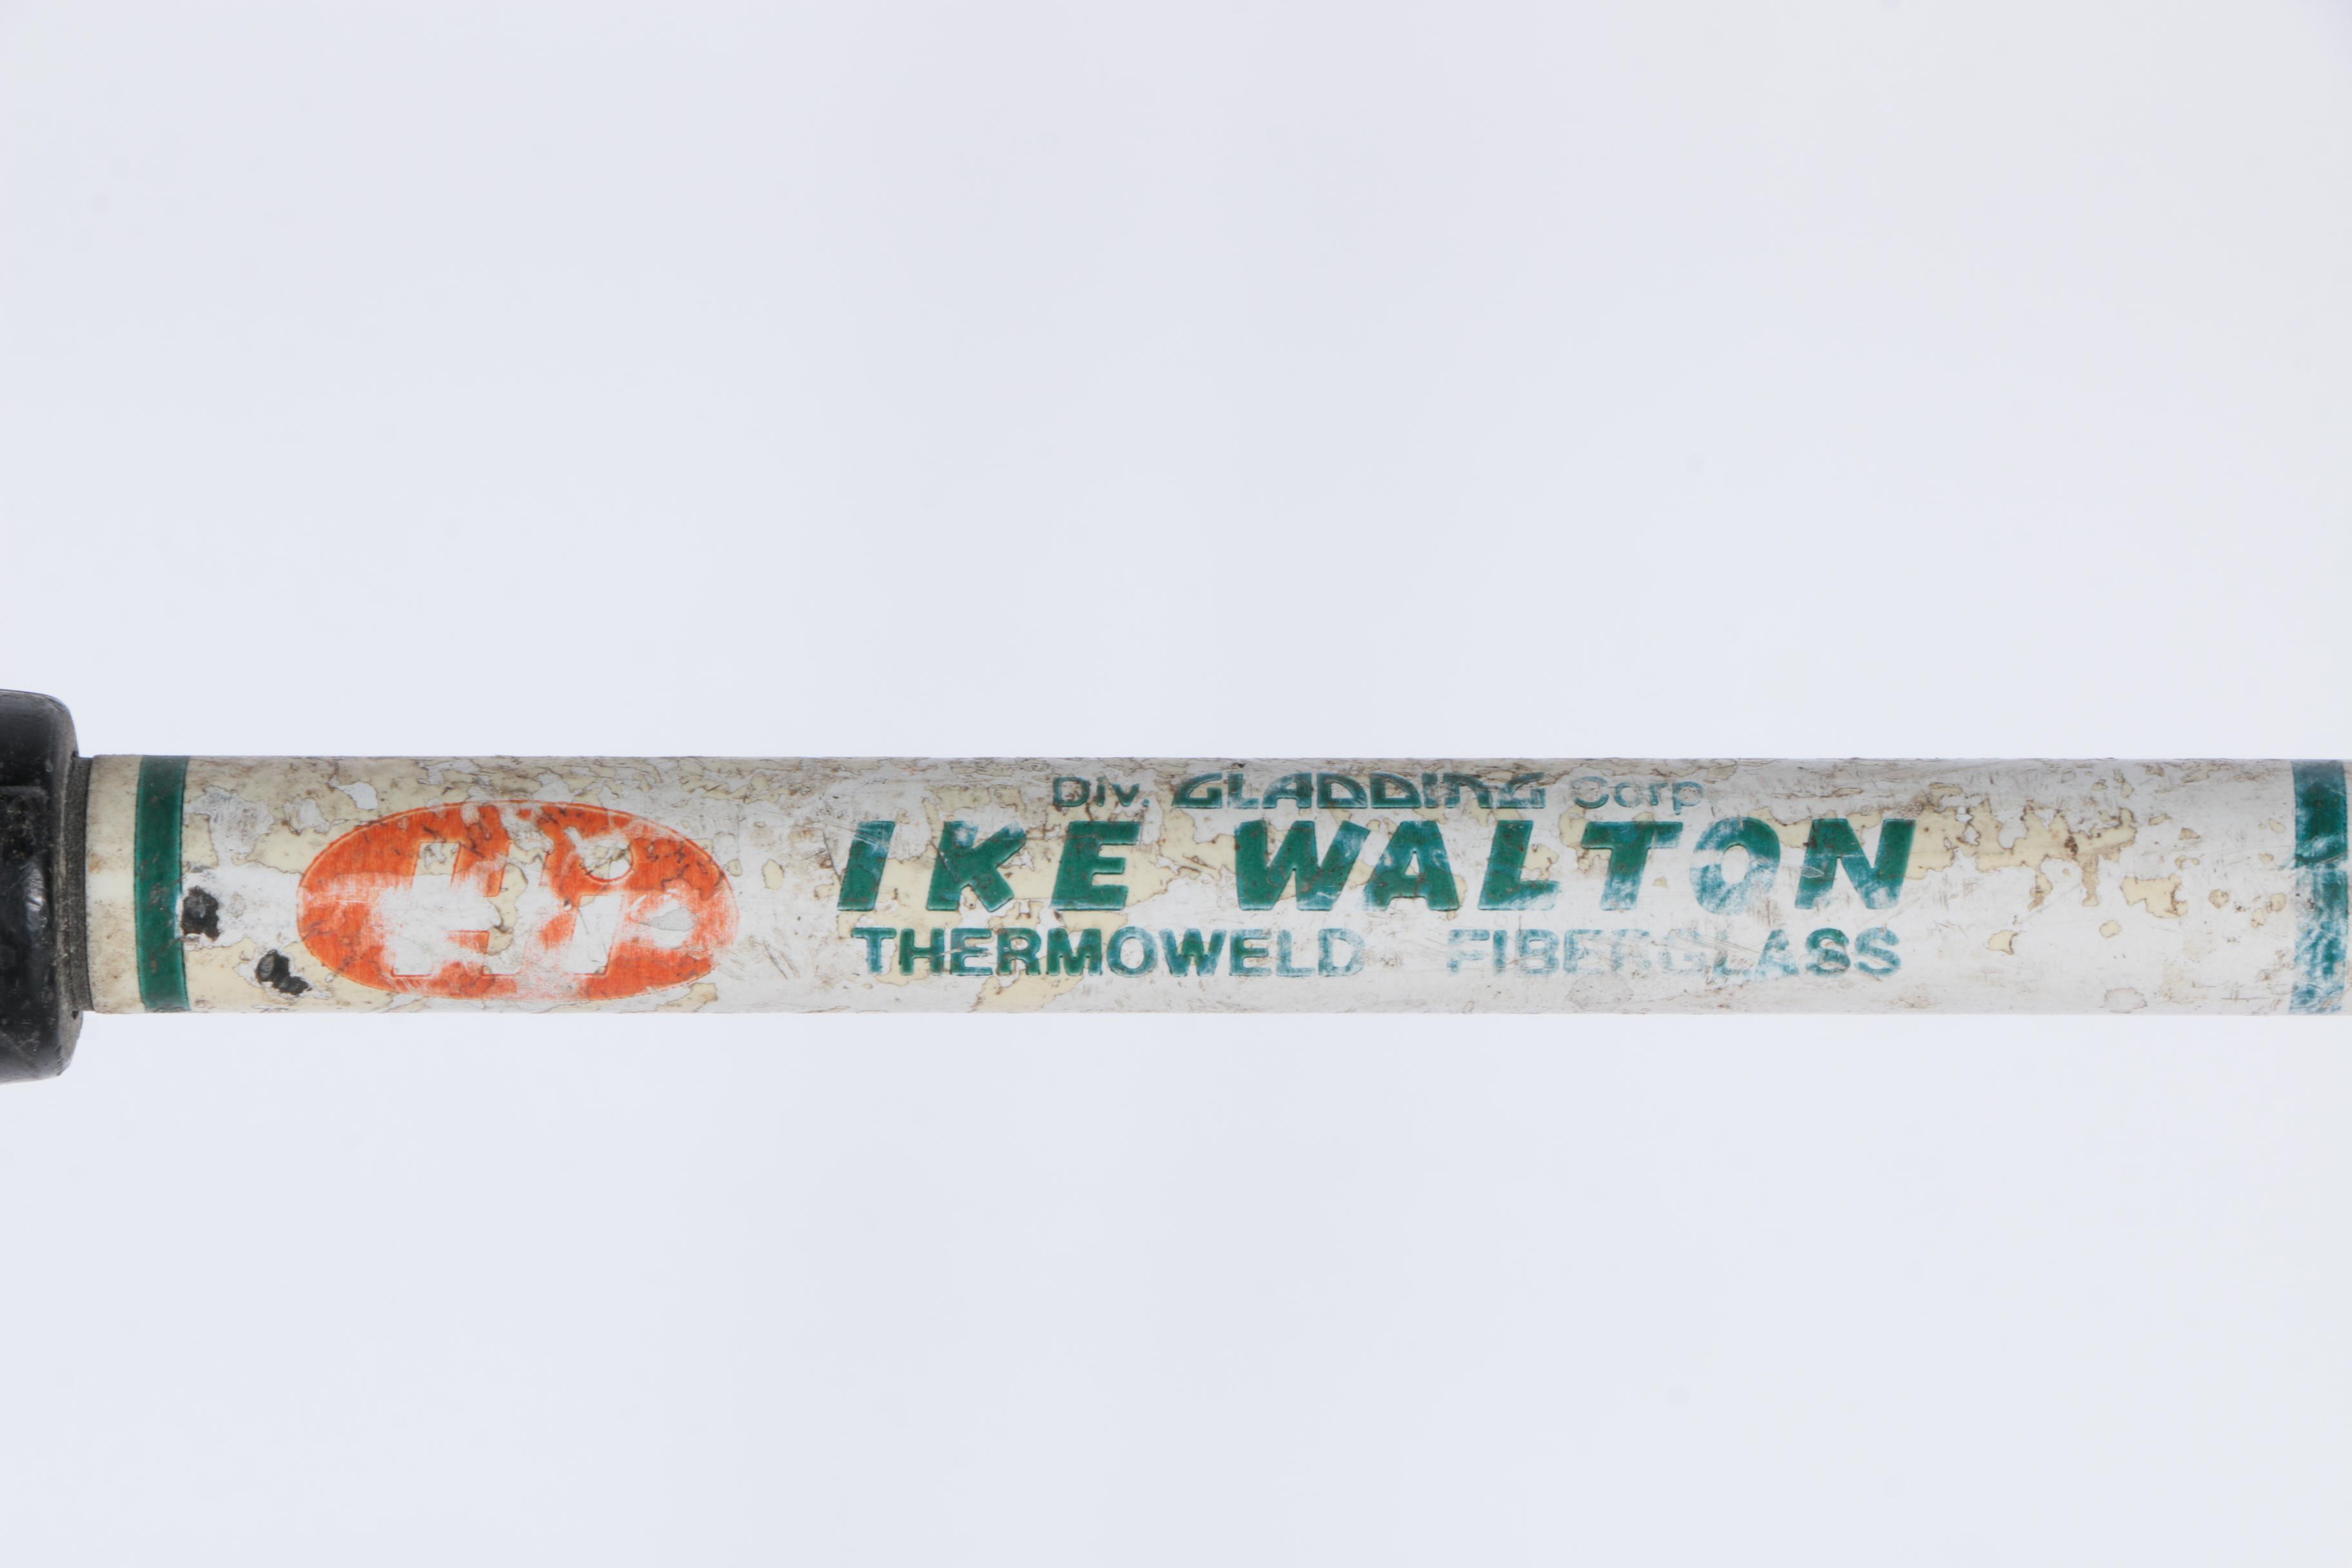 Div. GLADDING Corp
IKE WALTON
THERMOWELD FIBERGLASS